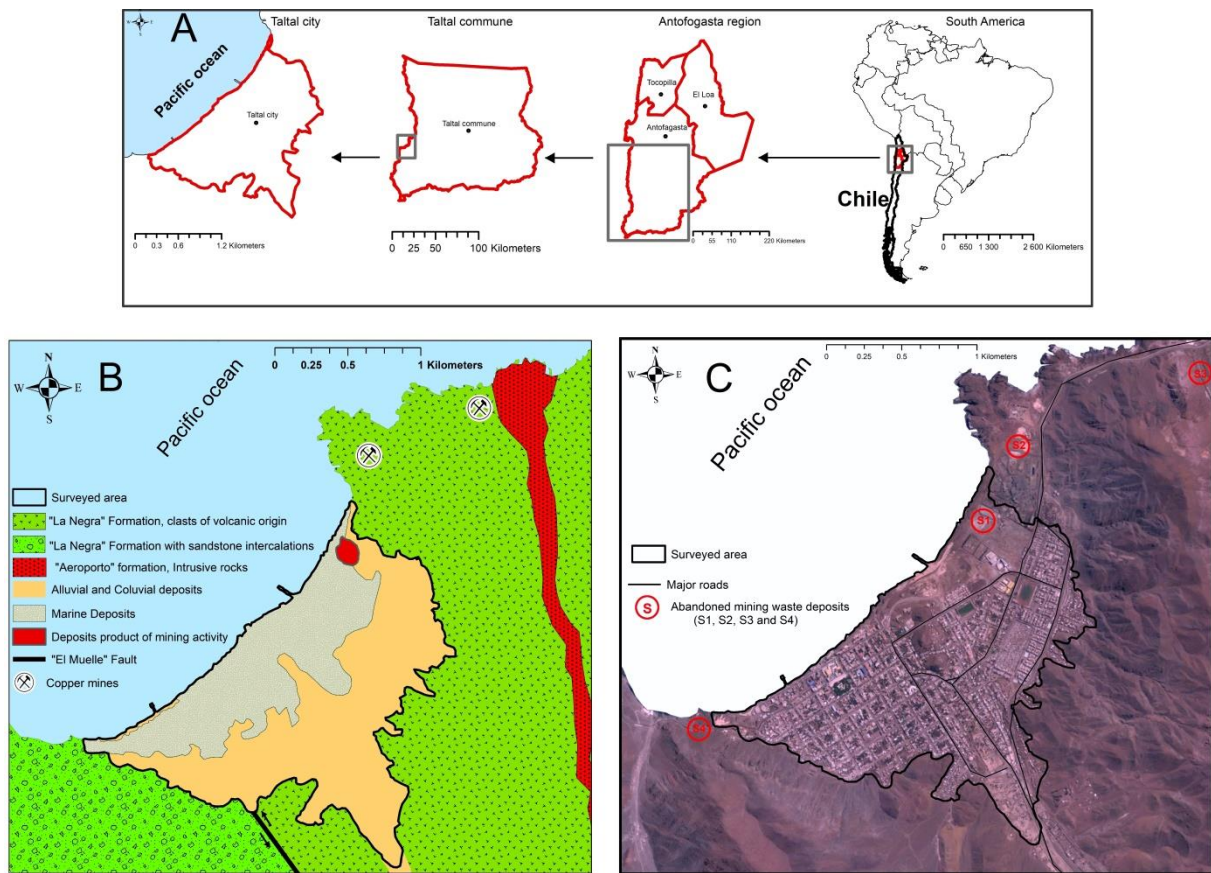 A
Taltal city
Taltal commune
Antofagasta region
South America
N
W E
S
Pacific ocean
Taltal city
Taltal commune
Tocopilla
El Loa
Antofagasta
Chile
0 0.3 0.6 1.2 Kilometers
0 25 50 100 Kilometers
0 55 110 220 Kilometers
0 650 1 300 2 600 Kilometers
B
N
W E
S
0 0.25 0.5 1 Kilometers
Pacific ocean
Surveyed area
"La Negra" Formation, clasts of volcanic origin
"La Negra" Formation with sandstone intercalations
"Aeroporto" formation, Intrusive rocks
Alluvial and Coluvial deposits
Marine Deposits
Deposits product of mining activity
"El Muelle" Fault
Copper mines
C
N
W E
S
0 0.25 0.5 1 Kilometers
Pacific ocean
S3
S2
S1
S4
Surveyed area
Major roads
S Abandoned mining waste deposits
(S1, S2, S3 and S4)